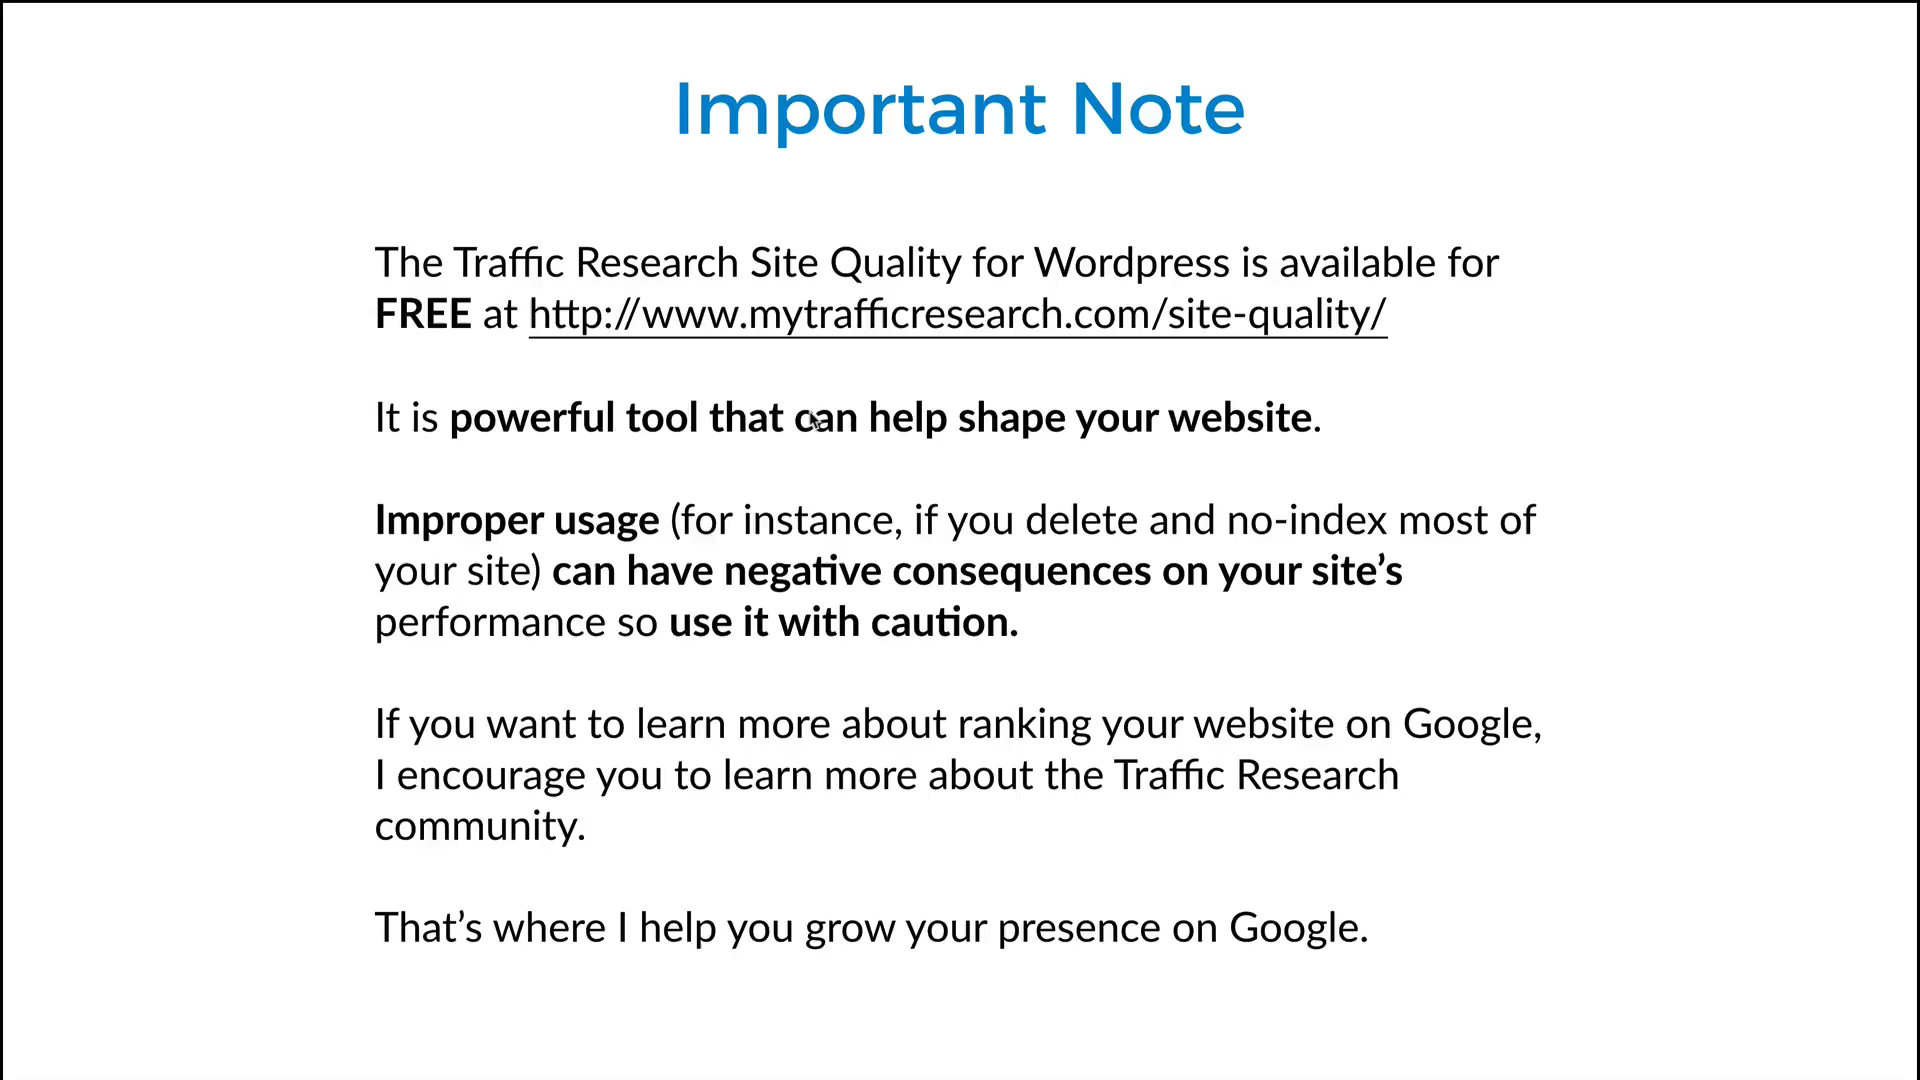 Important Note
The Traffic Research Site Quality for Wordpress is available for
FREE at http://www.mytrafficresearch.com/site-quality/
It is powerful tool that can help shape your website.
Improper usage (for instance, if you delete and no-index most of
your site) can have negative consequences on your site’s
performance so use it with caution.
If you want to learn more about ranking your website on Google,
I encourage you to learn more about the Traffic Research
community.
That’s where I help you grow your presence on Google.